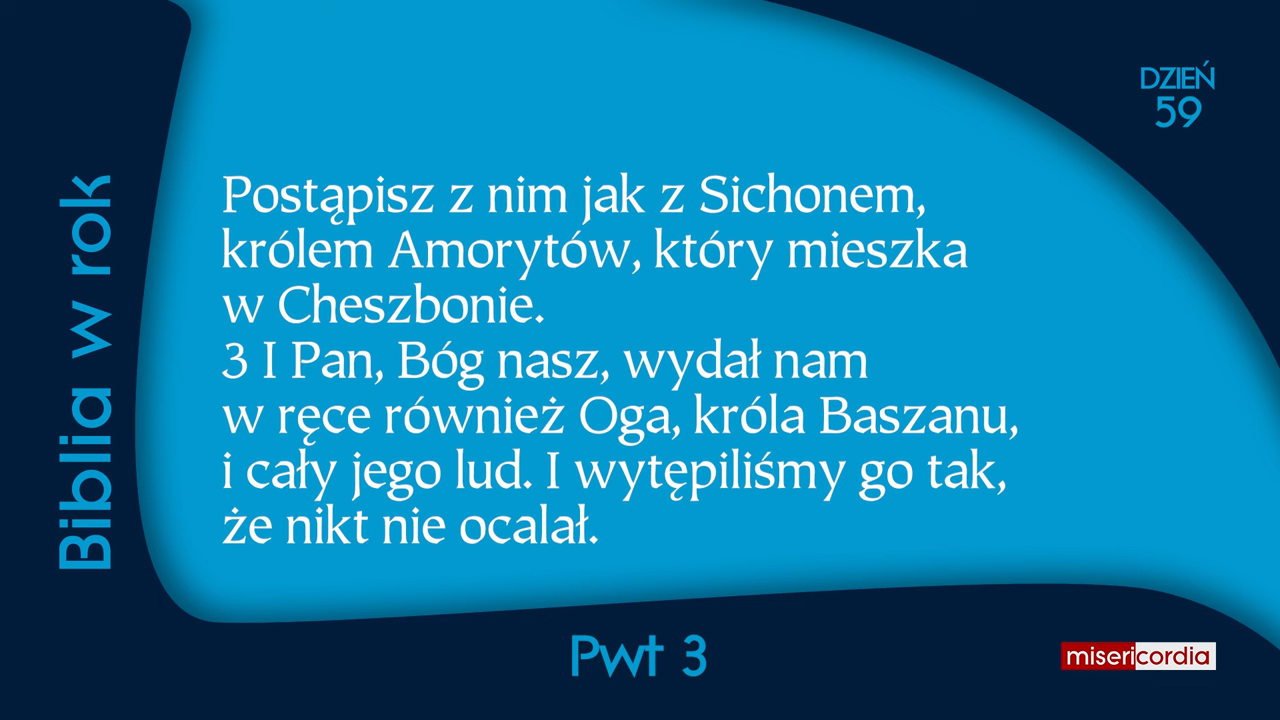 DZIEŃ
59
Biblia w rok
Postąpisz z nim jak z Sichonem,
królem Amorytów, który mieszka
w Cheszbonie.
3 I Pan, Bóg nasz, wydał nam
w ręce również Oga, króla Baszanu,
i cały jego lud. I wytępiliśmy go tak,
że nikt nie ocalał.
Pwt 3
misericordia